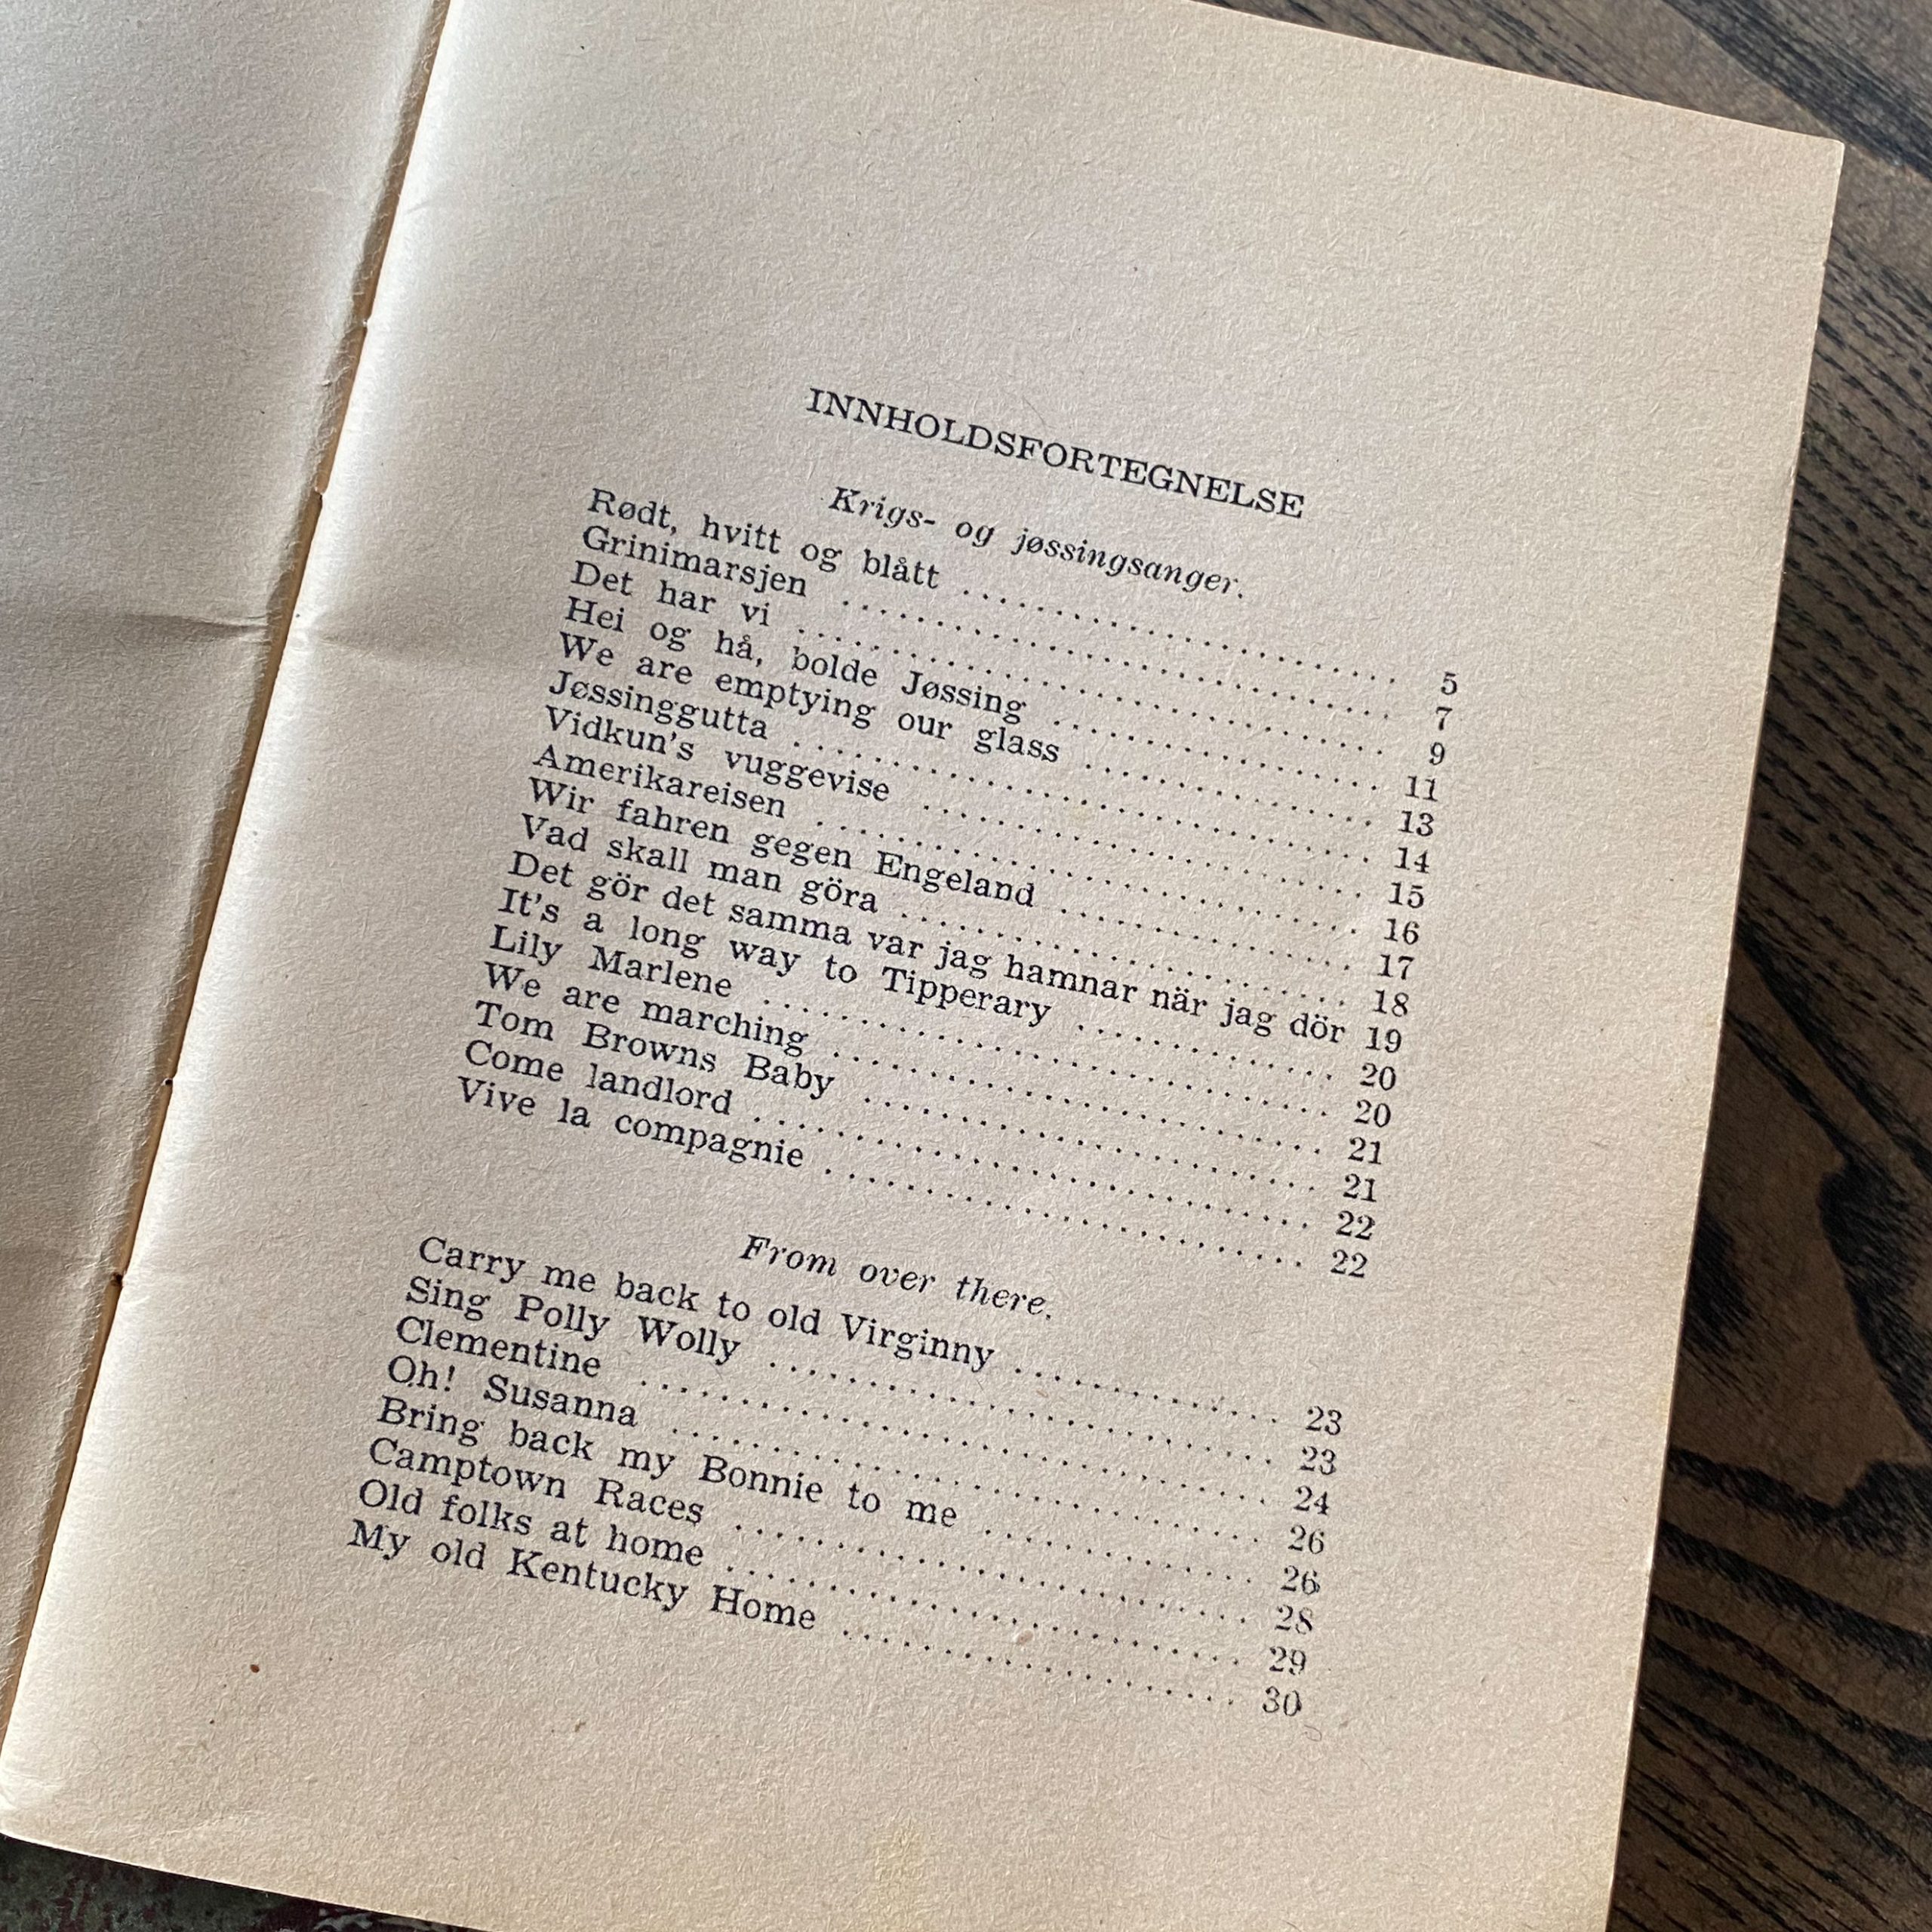 INNHOLDSFORTEGNELSE
Krigs- og jøssingsanger.
Rødt, hvitt og blått .............................. 5
Grinimarsjen .............................. 7
Det har vi .............................. 9
Hei og hå, bolde Jøssing .............................. 11
We are emptying our glass .............................. 13
Jøssinggutta .............................. 14
Vidkun's vuggevise .............................. 15
Amerikareisen .............................. 16
Wir fahren gegen Engeland .............................. 17
Vad skall man göra .............................. 18
Det gör det samma var jag hamnar när jag dör 19
It's a long way to Tipperary .............................. 20
Lily Marlene .............................. 20
We are marching .............................. 21
Tom Browns Baby .............................. 21
Come landlord .............................. 22
Vive la compagnie .............................. 22
From over there.
Carry me back to old Virginny .............................. 23
Sing Polly Wolly .............................. 23
Clementine .............................. 24
Oh! Susanna .............................. 26
Bring back my Bonnie to me .............................. 26
Camptown Races .............................. 28
Old folks at home .............................. 29
My old Kentucky Home .............................. 30